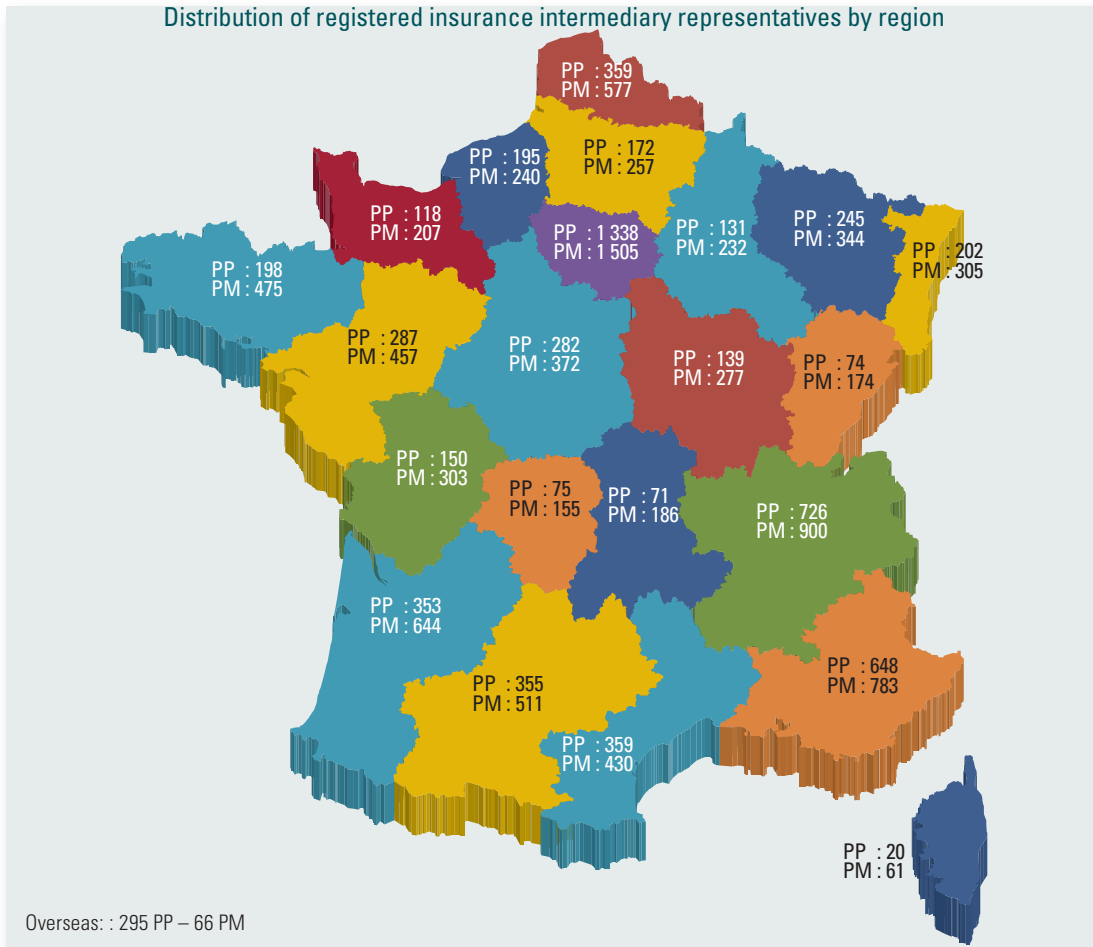 Distribution of registered insurance intermediary representatives by region
PP : 359
PM : 577
PP : 195
PM : 240
PP : 172
PM : 257
PP : 118
PM : 207
PP : 1 338
PM : 1 505
PP : 131
PM : 232
PP : 245
PM : 344
PP : 202
PM : 305
PP : 198
PM : 475
PP : 287
PM : 457
PP : 282
PM : 372
PP : 139
PM : 277
PP : 74
PM : 174
PP : 150
PM : 303
PP : 75
PM : 155
PP : 71
PM : 186
PP : 726
PM : 900
PP : 353
PM : 644
PP : 355
PM : 511
PP : 648
PM : 783
PP : 359
PM : 430
PP : 20
PM : 61
Overseas: : 295 PP – 66 PM